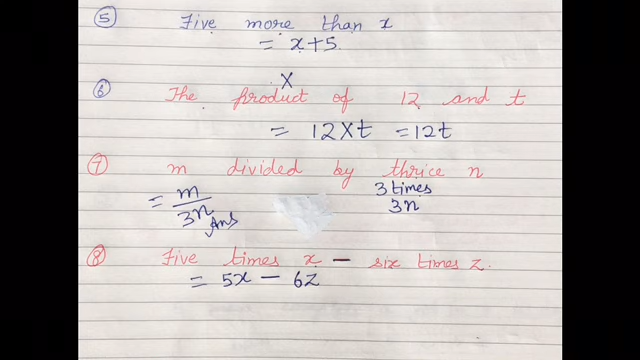 ⑤ Five more than x
= x+5.
X
⑥ The product of 12 and t
= 12Xt = 12t
⑦ m divided by thrice n
3 times
= m/3n
3n
Ans
⑧ Five times x - six times z.
= 5x - 6z